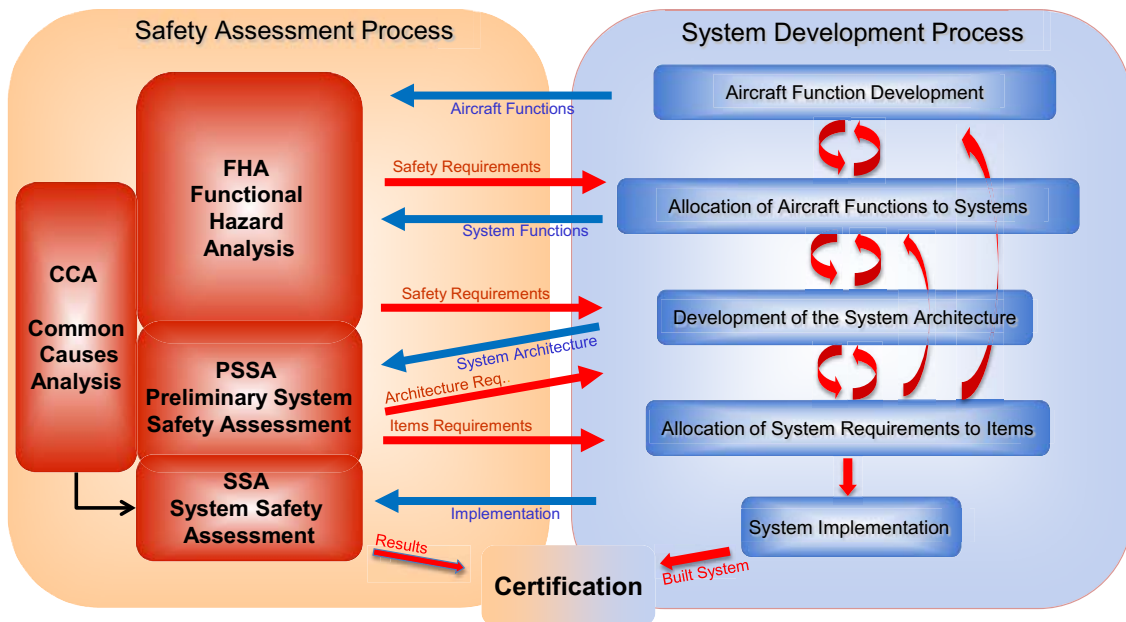 Safety Assessment Process
System Development Process
Aircraft Function Development
Aircraft Functions
FHA
Functional
Hazard
Analysis
Safety Requirements
Allocation of Aircraft Functions to Systems
System Functions
CCA
Common
Causes
Analysis
Safety Requirements
Development of the System Architecture
System Architecture
PSSA
Preliminary System
Safety Assessment
Architecture Req..
Items Requirements
Allocation of System Requirements to Items
SSA
System Safety
Assessment
Implementation
System Implementation
Results
Built System
Certification